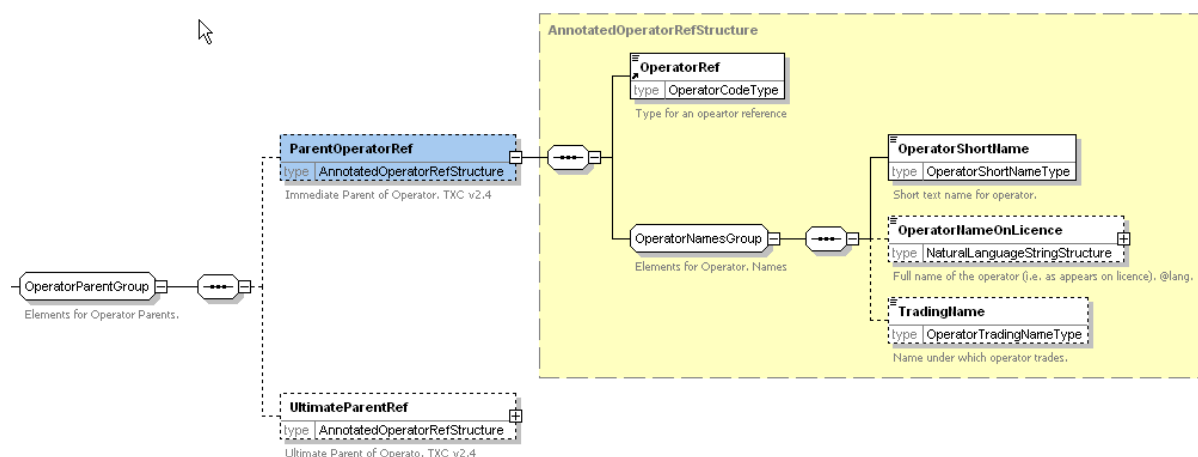 AnnotatedOperatorRefStructure
OperatorRef
type OperatorCodeType
Type for an opeartor reference
ParentOperatorRef
type AnnotatedOperatorRefStructure
Immediate Parent of Operator. TXC v2.4
OperatorShortName
type OperatorShortNameType
Short text name for operator.
OperatorNamesGroup
Elements for Operator. Names
OperatorNameOnLicence
type NaturalLanguageStringStructure
Full name of the operator (i.e. as appears on licence). @lang.
OperatorParentGroup
Elements for Operator Parents.
TradingName
type OperatorTradingNameType
Name under which operator trades.
UltimateParentRef
type AnnotatedOperatorRefStructure
Ultimate Parent of Operato. TXC v2.4